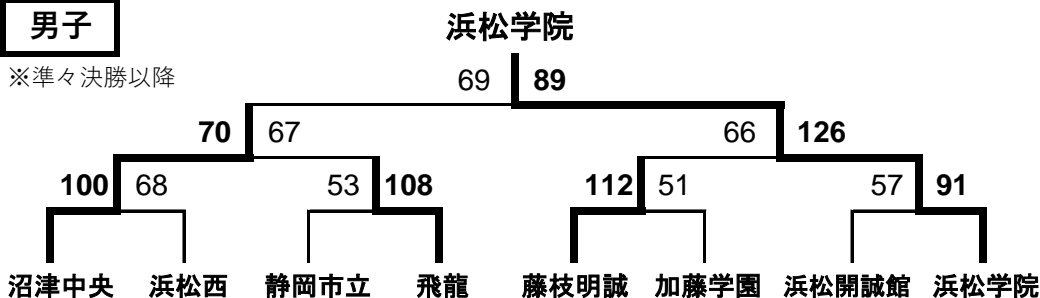 男子
浜松学院
※準々決勝以降
69 89
70 67 66 126
100 68 53 108 112 51 57 91
沼津中央 浜松西 静岡市立 飛龍 藤枝明誠 加藤学園 浜松開誠館 浜松学院